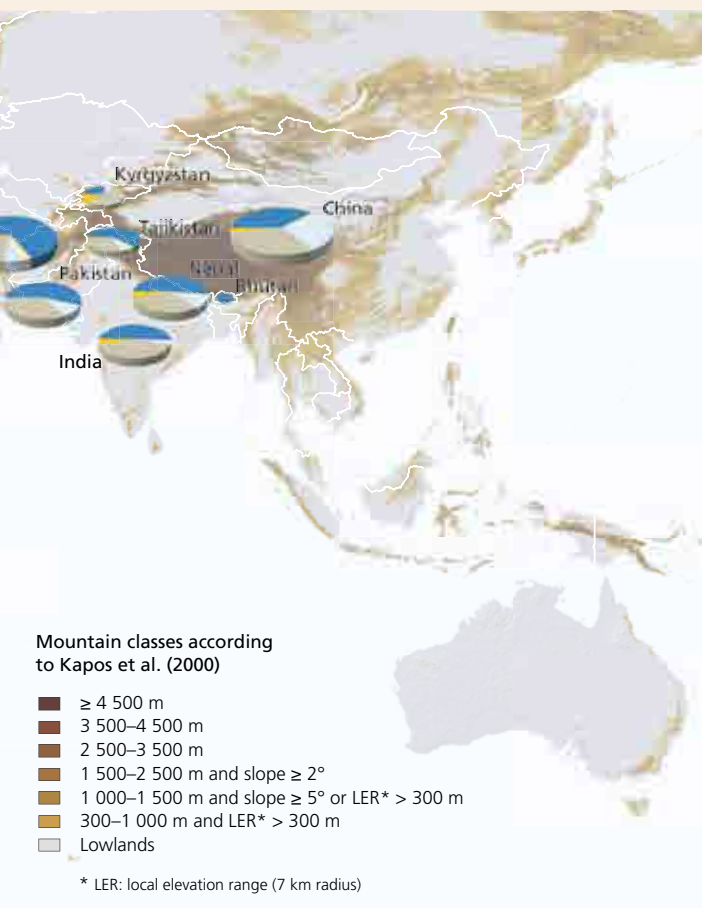 Kyrgyzstan
China
Tajikistan
Pakistan
Nepal
Bhutan
India
Mountain classes according
to Kapos et al. (2000)
≥ 4 500 m
3 500–4 500 m
2 500–3 500 m
1 500–2 500 m and slope ≥ 2°
1 000–1 500 m and slope ≥ 5° or LER* > 300 m
300–1 000 m and LER* > 300 m
Lowlands
* LER: local elevation range (7 km radius)